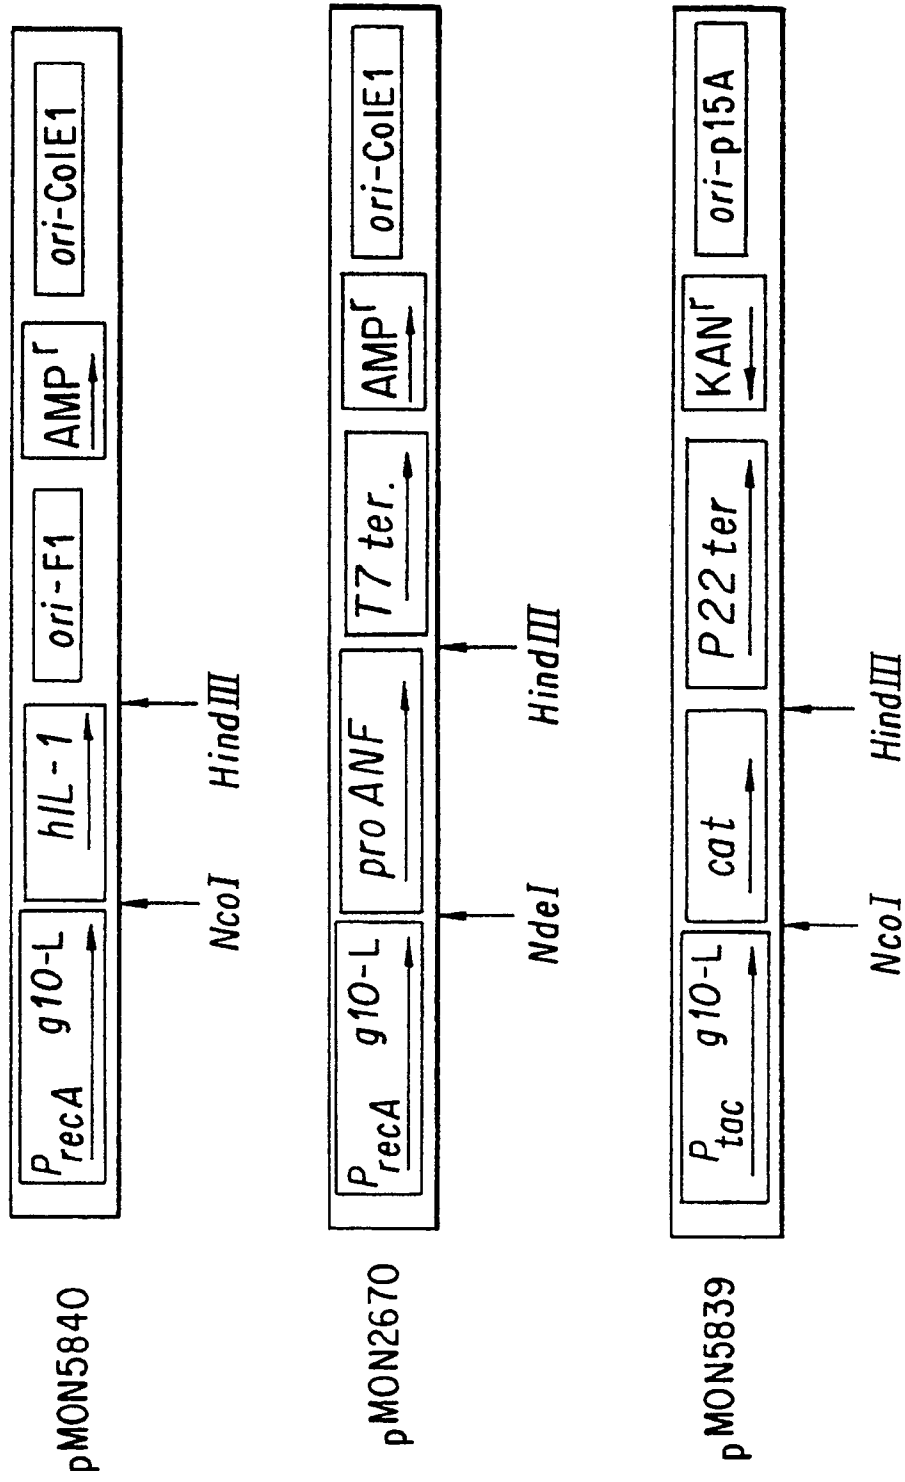 pMON5840
P recA g10-L
hIL-1
ori-F1
AMP r
ori-ColE1
NcoI
HindIII
pMON2670
P recA g10-L
pro ANF
T7 ter.
AMP r
ori-ColE1
NdeI
HindIII
pMON5839
P tac g10-L
cat
P22 ter
KAN r
ori-p15A
NcoI
HindIII